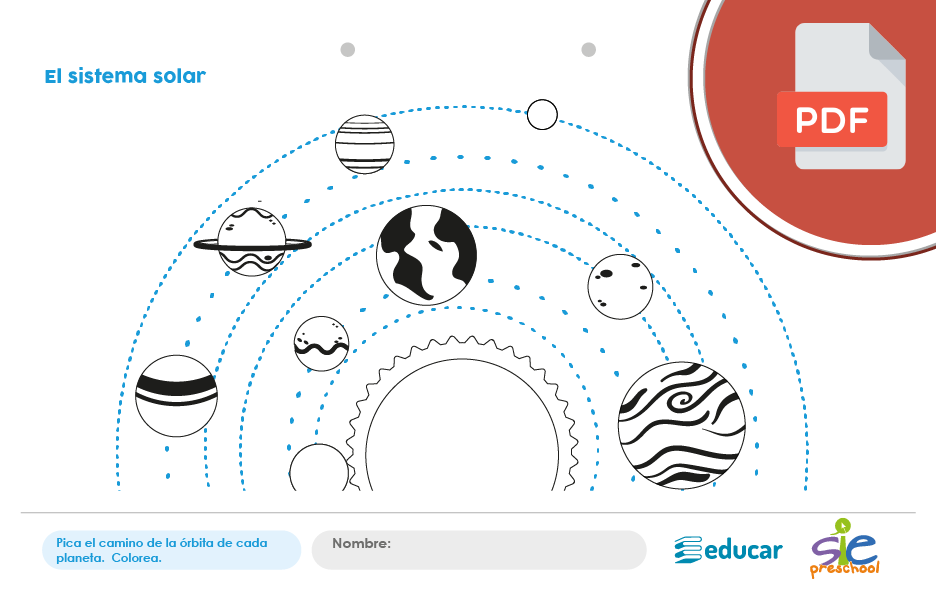 El sistema solar
PDF
Pica el camino de la órbita de cada
planeta. Colorea.
Nombre:
educar
sie
preschool